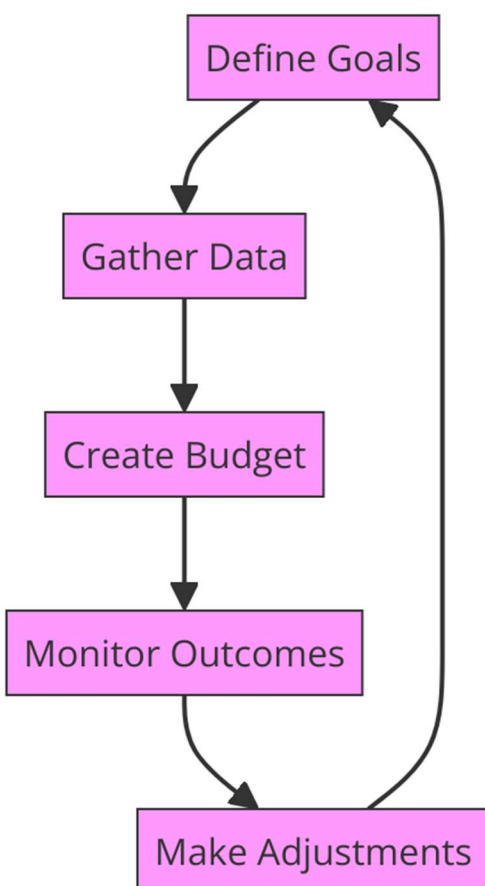 Define Goals
Gather Data
Create Budget
Monitor Outcomes
Make Adjustments